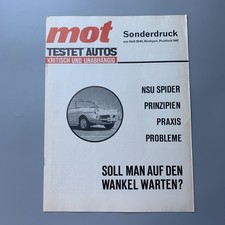 mot
Sonderdruck
TESTET AUTOS
KRITISCH UND UNABHÄNGIG
NSU SPIDER
PRINZIPIEN
PRAXIS
PROBLEME
SOLL MAN AUF DEN
WANKEL WARTEN?